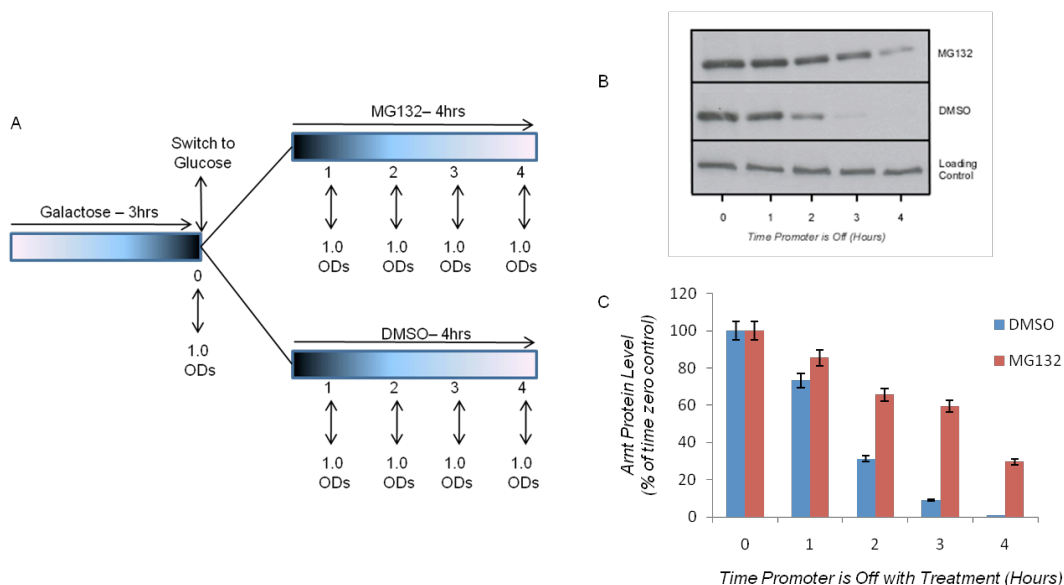 A
Galactose – 3hrs
Switch to
Glucose
0
1.0
ODs
MG132– 4hrs
1 2 3 4
1.0 1.0 1.0 1.0
ODs ODs ODs ODs
DMSO– 4hrs
1 2 3 4
1.0 1.0 1.0 1.0
ODs ODs ODs ODs
B
MG132
DMSO
Loading
Control
0 1 2 3 4
Time Promoter is Off (Hours)
C
120
100
80
60
40
20
0
Arnt Protein Level
(% of time zero control)
DMSO
MG132
0 1 2 3 4
Time Promoter is Off with Treatment (Hours)